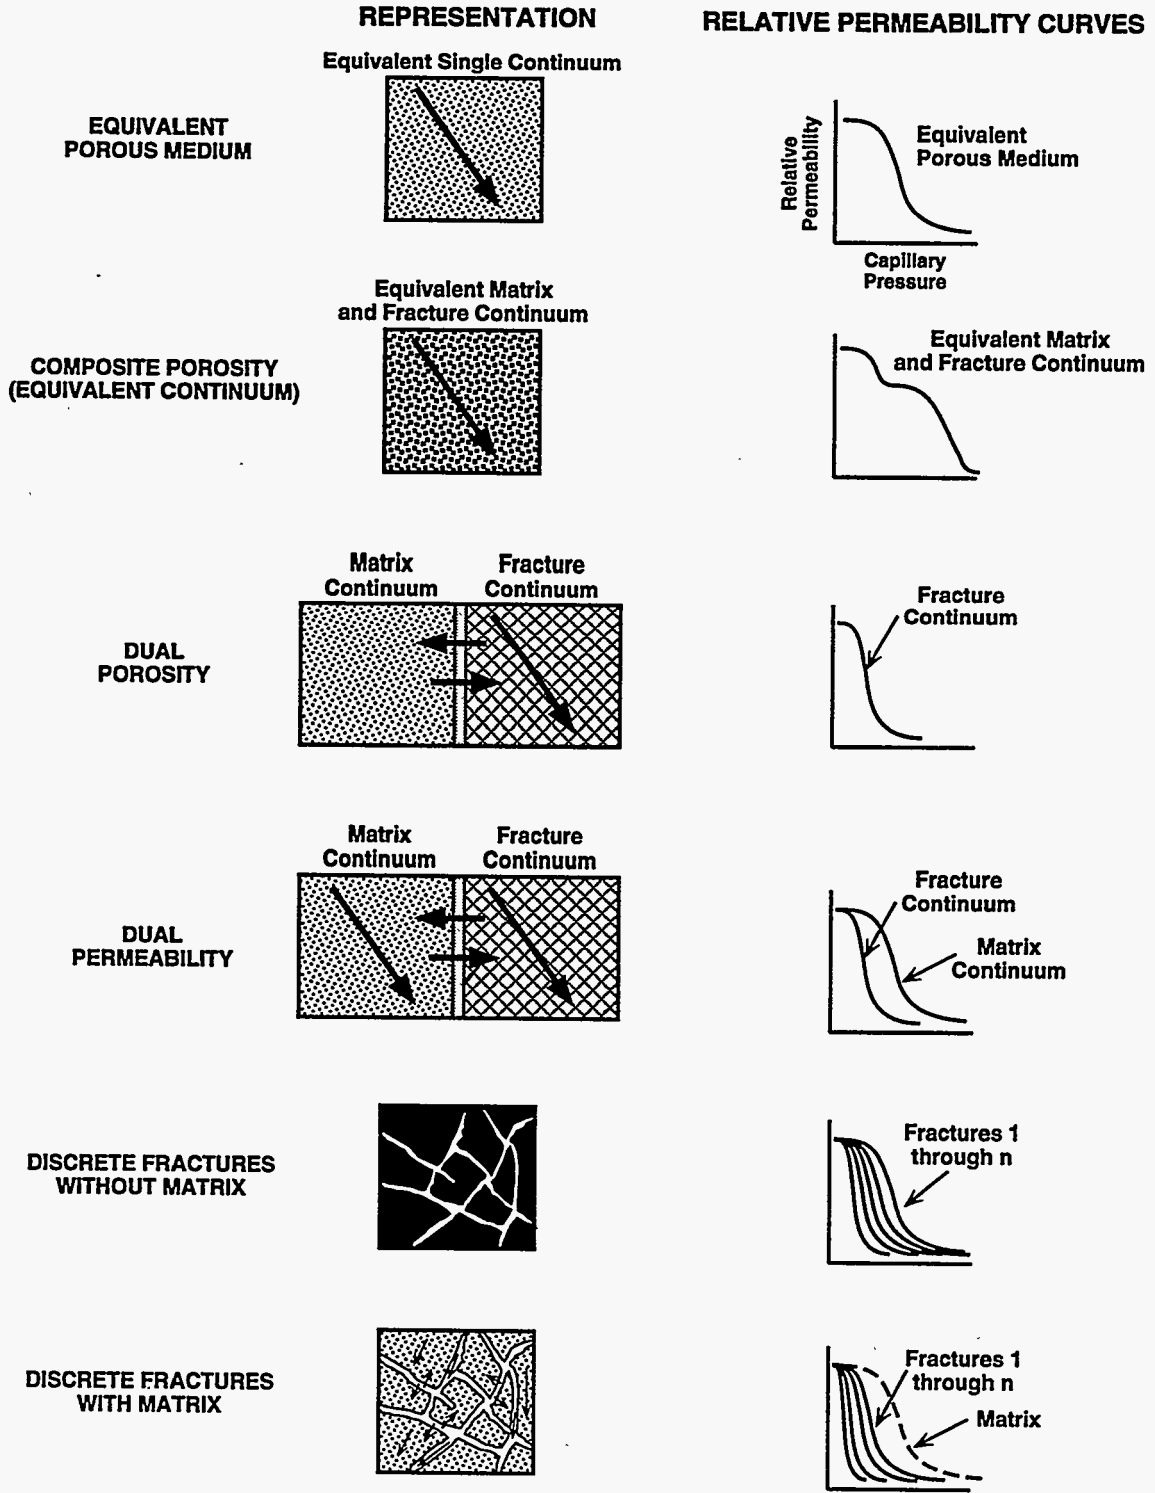 REPRESENTATION
RELATIVE PERMEABILITY CURVES
EQUIVALENT
POROUS MEDIUM
Equivalent Single Continuum
Relative
Permeability
Equivalent
Porous Medium
Capillary
Pressure
COMPOSITE POROSITY
(EQUIVALENT CONTINUUM)
Equivalent Matrix
and Fracture Continuum
Equivalent Matrix
and Fracture Continuum
DUAL
POROSITY
Matrix
Continuum
Fracture
Continuum
Fracture
Continuum
DUAL
PERMEABILITY
Matrix
Continuum
Fracture
Continuum
Fracture
Continuum
Matrix
Continuum
DISCRETE FRACTURES
WITHOUT MATRIX
Fractures 1
through n
DISCRETE FRACTURES
WITH MATRIX
Fractures 1
through n
Matrix